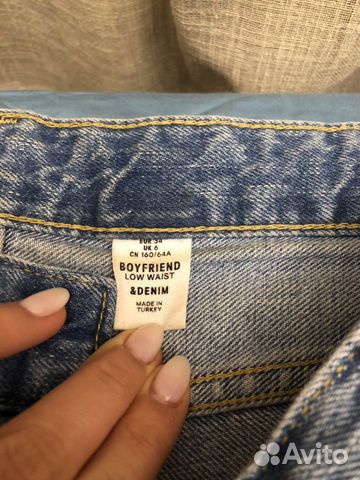 EUR 34
UK 6
CN 160/64A
BOYFRIEND
LOW WAIST
&DENIM
MADE IN
TURKEY
Avito